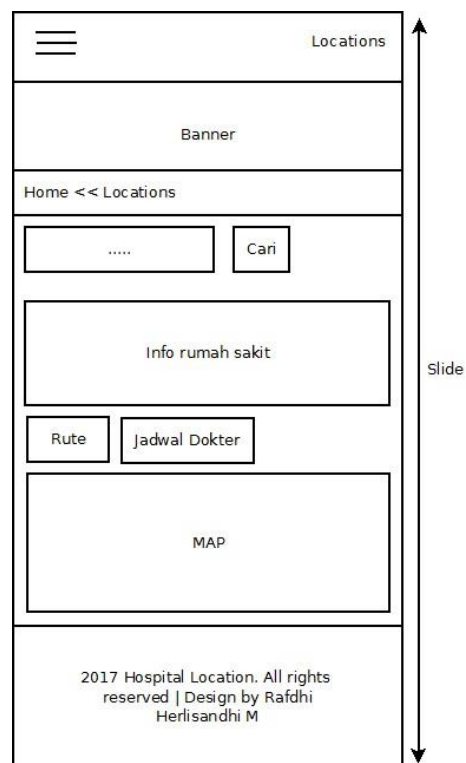 Locations
Banner
Home << Locations
.....
Cari
Info rumah sakit
Slide
Rute
Jadwal Dokter
MAP
2017 Hospital Location. All rights
reserved | Design by Rafdhi
Herlisandhi M